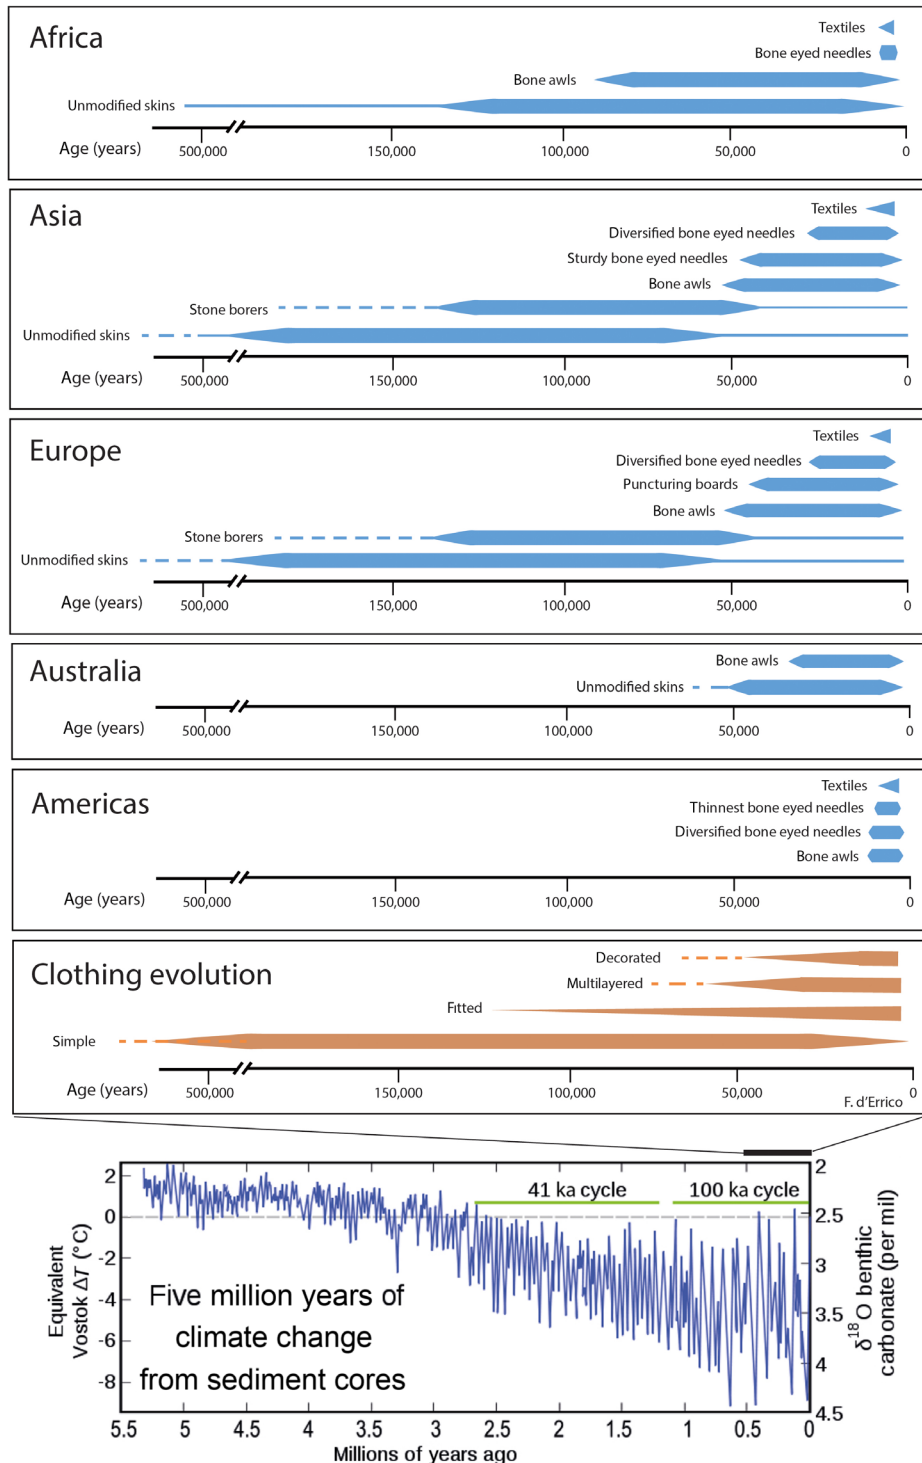 Africa
Textiles
Bone eyed needles
Bone awls
Unmodified skins
Age (years)
500,000 150,000 100,000 50,000 0
Asia
Textiles
Diversified bone eyed needles
Sturdy bone eyed needles
Bone awls
Stone borers
Unmodified skins
Age (years)
500,000 150,000 100,000 50,000 0
Europe
Textiles
Diversified bone eyed needles
Puncturing boards
Bone awls
Stone borers
Unmodified skins
Age (years)
500,000 150,000 100,000 50,000 0
Australia
Bone awls
Unmodified skins
Age (years)
500,000 150,000 100,000 50,000 0
Americas
Textiles
Thinnest bone eyed needles
Diversified bone eyed needles
Bone awls
Age (years)
500,000 150,000 100,000 50,000 0
Clothing evolution
Decorated
Multilayered
Fitted
Simple
Age (years)
500,000 150,000 100,000 50,000 0
F. d'Errico
Equivalent
Vostok ΔT (°C)
2
0
-2
-4
-6
-8
41 ka cycle
100 ka cycle
Five million years of
climate change
from sediment cores
2
2.5
3
3.5
4
4.5
δ18O benthic
carbonate (per mil)
5.5 5 4.5 4 3.5 3 2.5 2 1.5 1 0.5 0
Millions of years ago